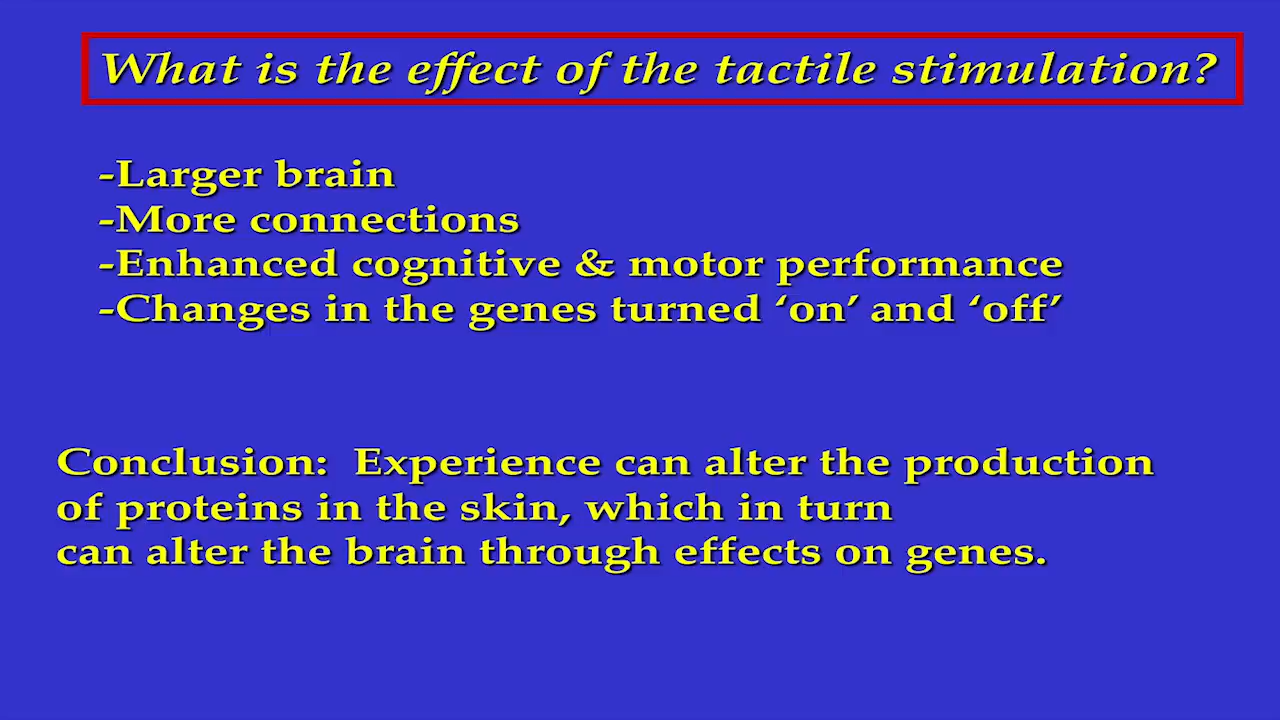 What is the effect of the tactile stimulation?
-Larger brain
-More connections
-Enhanced cognitive & motor performance
-Changes in the genes turned ‘on’ and ‘off’
Conclusion:  Experience can alter the production
of proteins in the skin, which in turn
can alter the brain through effects on genes.